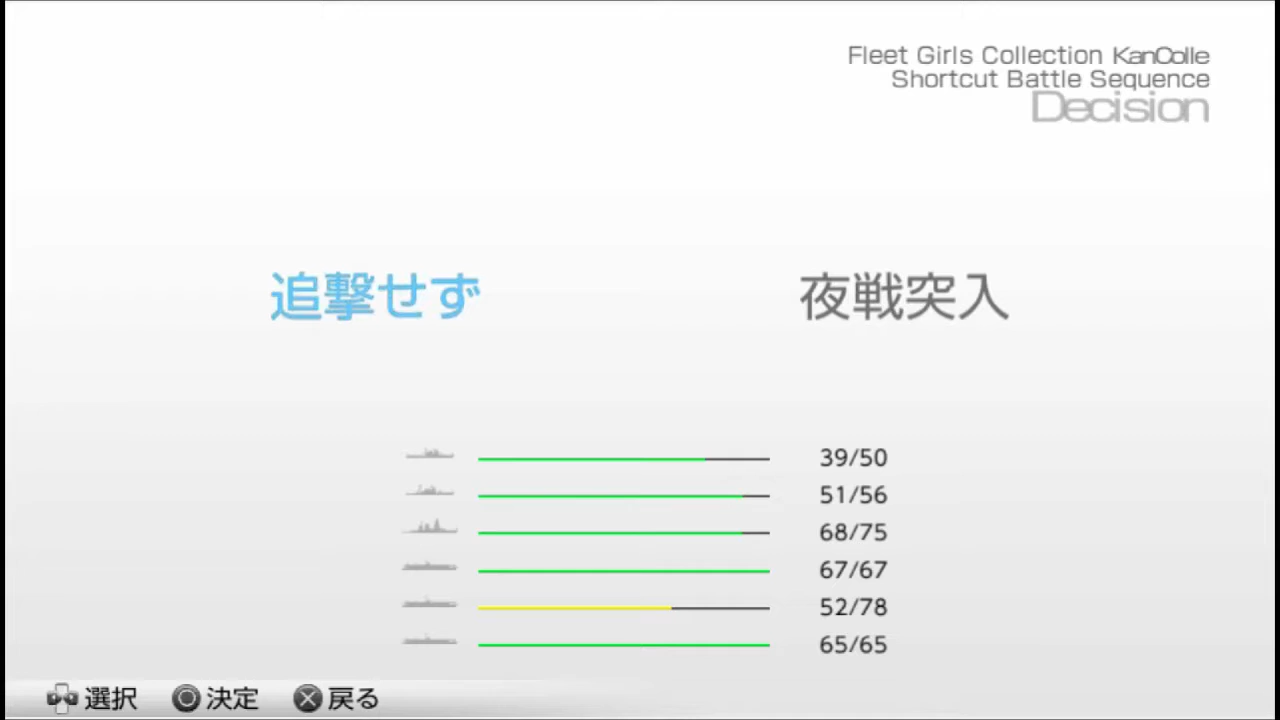 Fleet Girls Collection KanColle
Shortcut Battle Sequence
Decision
追撃せず 夜戦突入
39/50
51/56
68/75
67/67
52/78
65/65
選択 決定 戻る